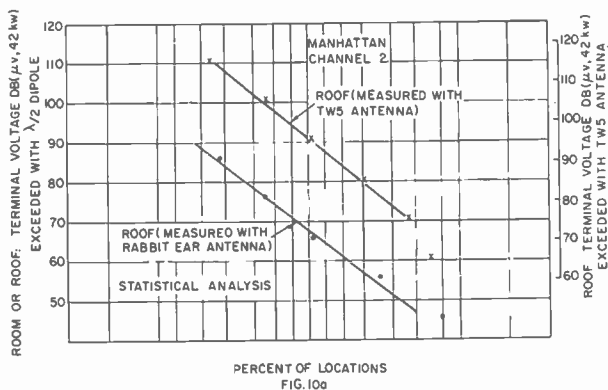 ROOM OR ROOF: TERMINAL VOLTAGE DB(μv,42 kw)
EXCEEDED WITH λ/2 DIPOLE
110
100
90
80
70
60
50
MANHATTAN
CHANNEL 2
ROOF(MEASURED WITH
TW5 ANTENNA)
ROOF(MEASURED WITH
RABBIT EAR ANTENNA)
STATISTICAL ANALYSIS
120
110
100
90
80
70
60
ROOF TERMINAL VOLTAGE DB(μv,42 kw)
EXCEEDED WITH TW5 ANTENNA.
PERCENT OF LOCATIONS
FIG.10a